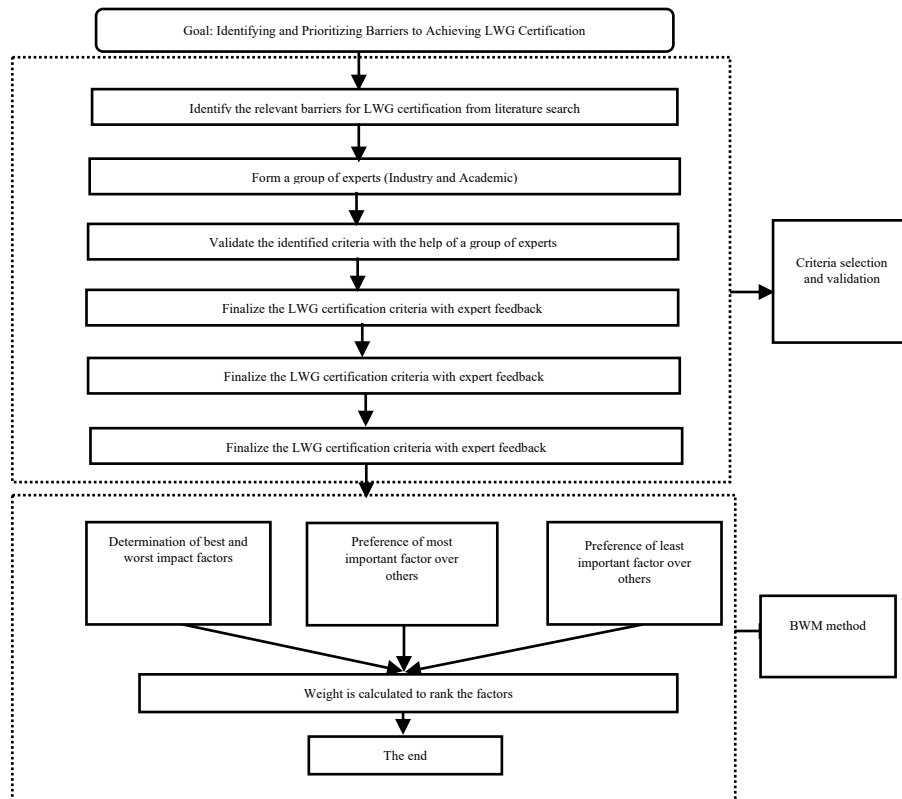 Goal: Identifying and Prioritizing Barriers to Achieving LWG Certification
Identify the relevant barriers for LWG certification from literature search
Form a group of experts (Industry and Academic)
Validate the identified criteria with the help of a group of experts
Finalize the LWG certification criteria with expert feedback
Finalize the LWG certification criteria with expert feedback
Finalize the LWG certification criteria with expert feedback
Criteria selection
and validation
Determination of best and
worst impact factors
Preference of most
important factor over
others
Preference of least
important factor over
others
BWM method
Weight is calculated to rank the factors
The end